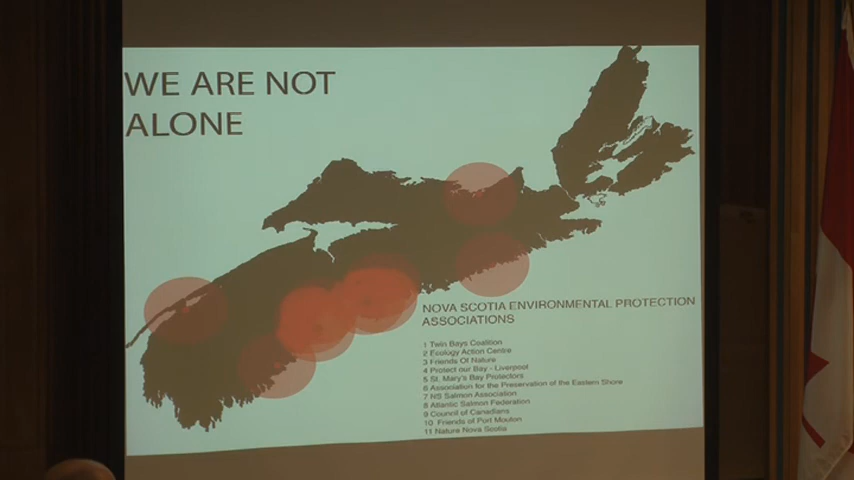 WE ARE NOT
ALONE
NOVA SCOTIA ENVIRONMENTAL PROTECTION
ASSOCIATIONS
1 Twin Bays Coalition
2 Ecology Action Centre
3 Friends Of Nature
4 Protect our Bay - Liverpool
5 St. Mary's Bay Protectors
6 Association for the Preservation of the Eastern Shore
7 NS Salmon Association
8 Atlantic Salmon Federation
9 Council of Canadians
10 Friends of Port Mouton
11 Nature Nova Scotia